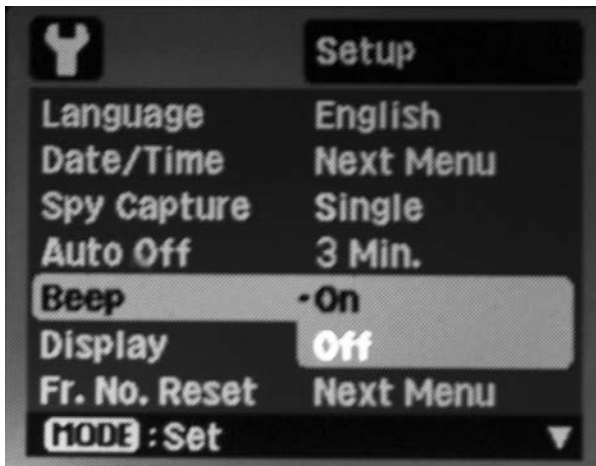 Setup
Language English
Date/Time Next Menu
Spy Capture Single
Auto Off 3 Min.
Beep ·On
Display Off
Fr. No. Reset Next Menu
MODE :Set